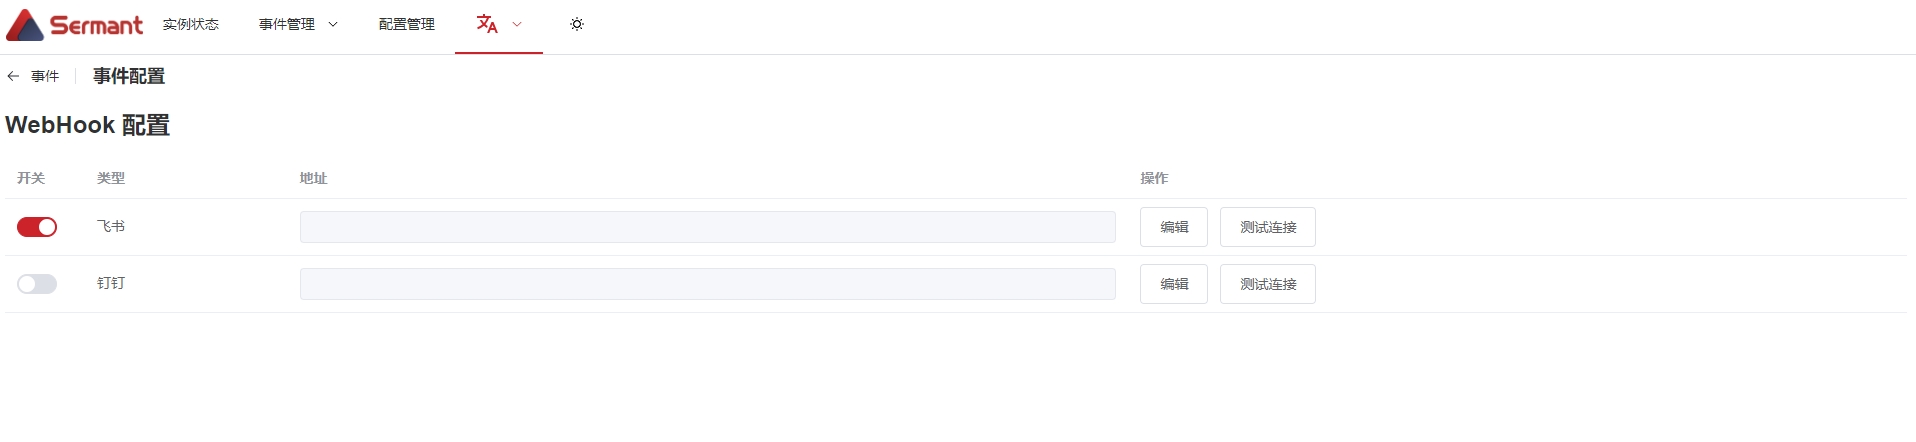 Sermant 实例状态 事件管理 配置管理
事件 事件配置
WebHook 配置
开关 类型 地址 操作
飞书 编辑 测试连接
钉钉 编辑 测试连接